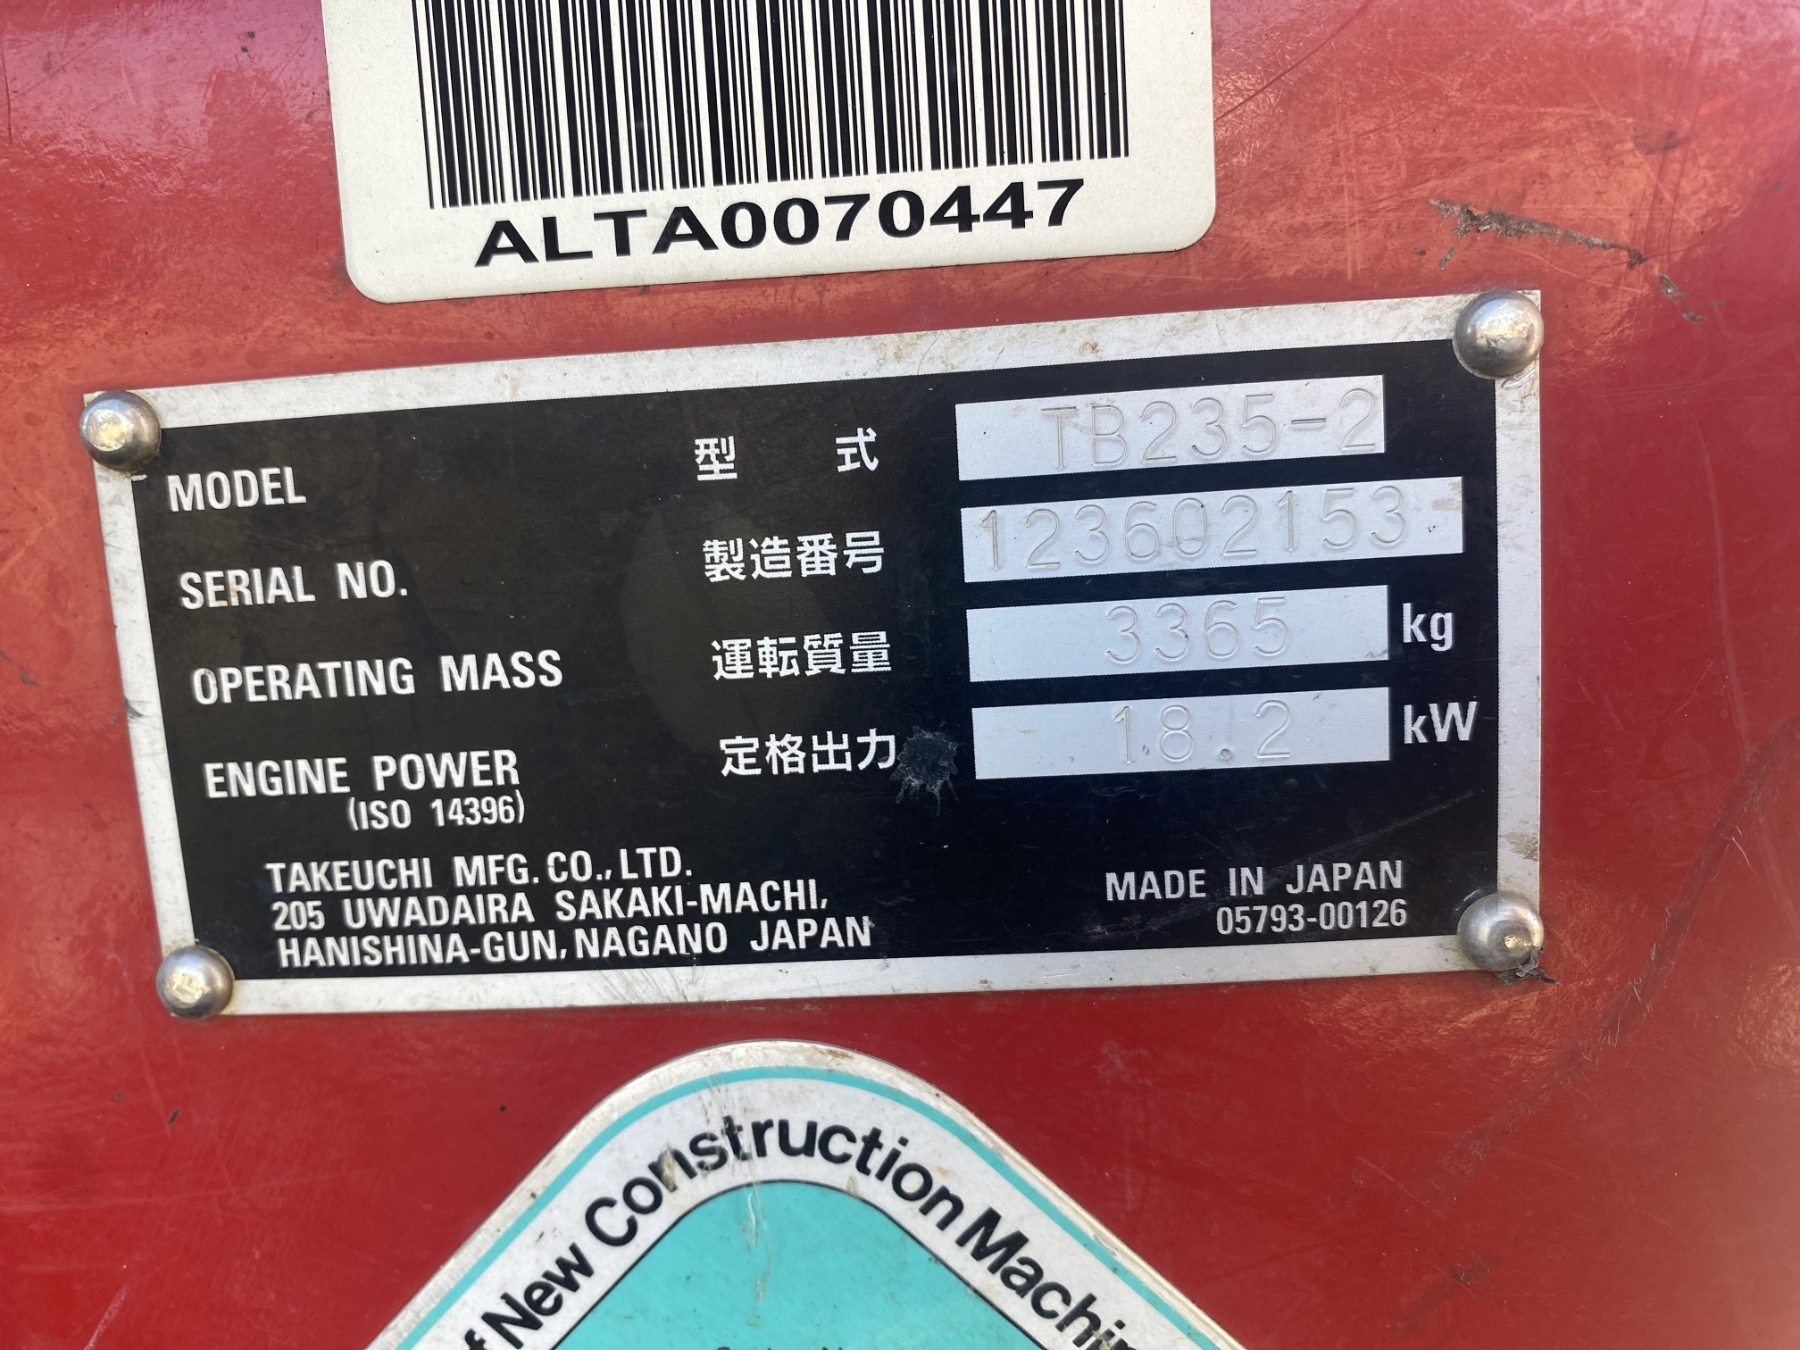 ALTA0070447
MODEL 型 式 TB235-2
SERIAL NO. 製造番号 123602153
OPERATING MASS 運転質量 3365 kg
ENGINE POWER 定格出力 18.2 kW
(ISO 14396)
TAKEUCHI MFG. CO., LTD.
205 UWADAIRA SAKAKI-MACHI,
HANISHINA-GUN, NAGANO JAPAN
MADE IN JAPAN
05793-00126
New Construction